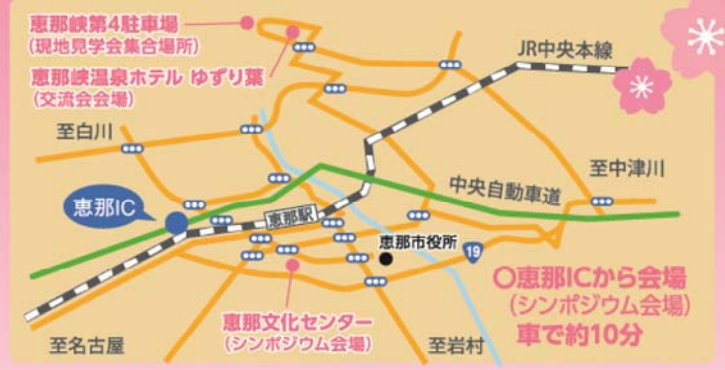 恵那峡第4駐車場
(現地見学会集合場所)
恵那峡温泉ホテル ゆずり葉
(交流会会場)
JR中央本線
至白川
至中津川
中央自動車道
恵那IC
恵那駅
恵那市役所
19
○恵那ICから会場
(シンポジウム会場)
車で約10分
恵那文化センター
(シンポジウム会場)
至名古屋
至岩村